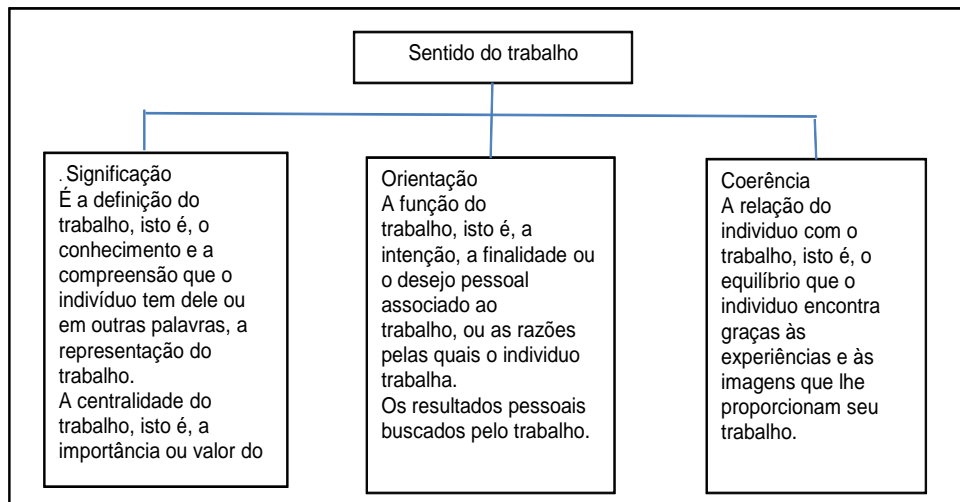 Sentido do trabalho
. Significação
É a definição do
trabalho, isto é, o
conhecimento e a
compreensão que o
indivíduo tem dele ou
em outras palavras, a
representação do
trabalho.
A centralidade do
trabalho, isto é, a
importância ou valor do
Orientação
A função do
trabalho, isto é, a
intenção, a finalidade ou
o desejo pessoal
associado ao
trabalho, ou as razões
pelas quais o individuo
trabalha.
Os resultados pessoais
buscados pelo trabalho.
Coerência
A relação do
individuo com o
trabalho, isto é, o
equilíbrio que o
individuo encontra
graças às
experiências e às
imagens que lhe
proporcionam seu
trabalho.